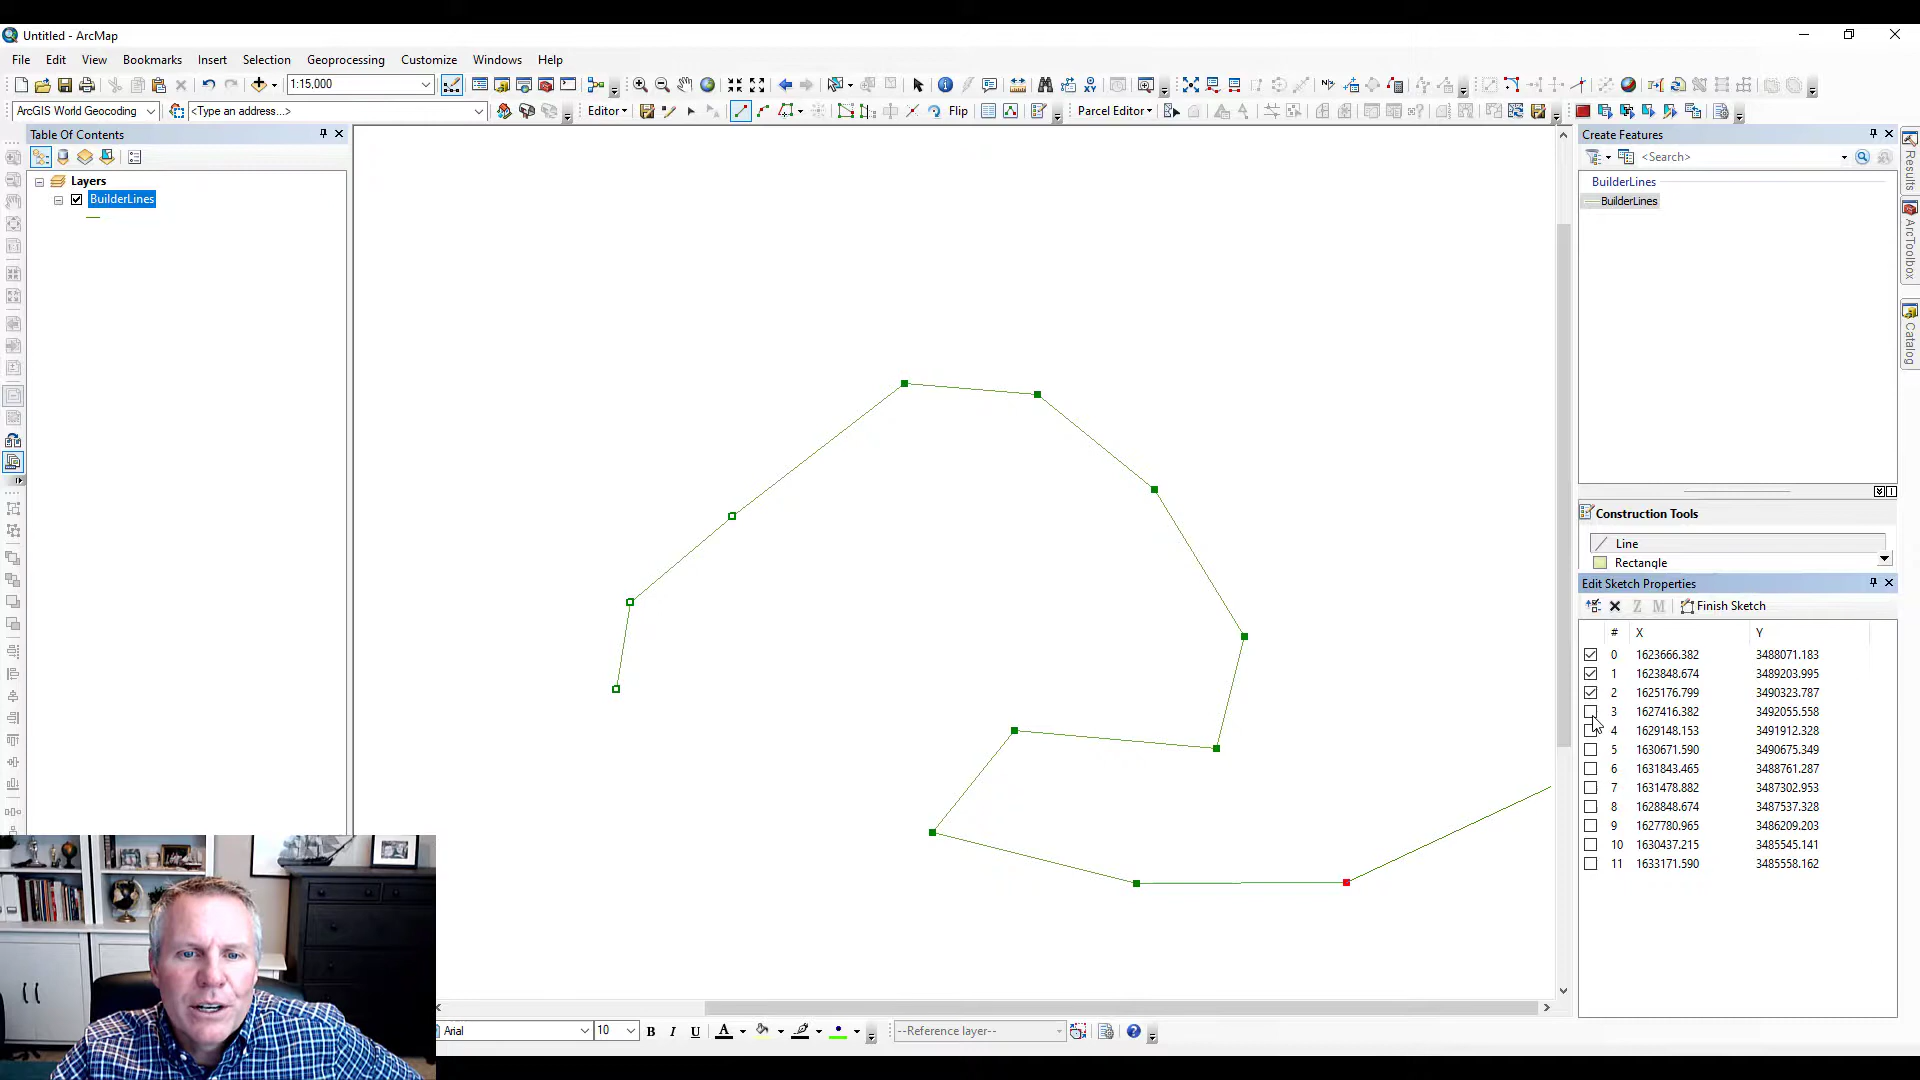 Untitled - ArcMap
File Edit View Bookmarks Insert Selection Geoprocessing Customize Windows Help
1:15,000
ArcGIS World Geocoding <Type an address...> Editor Flip Parcel Editor
Table Of Contents
Layers
BuilderLines
Create Features
<Search>
BuilderLines
BuilderLines
Results
ArcToolbox
Catalog
Construction Tools
Line
Rectangle
Edit Sketch Properties
Z M Finish Sketch
# X Y
0 1623666.382 3488071.183
1 1623848.674 3489203.995
2 1625176.799 3490323.787
3 1627416.382 3492055.558
4 1629148.153 3491912.328
5 1630671.590 3490675.349
6 1631843.465 3488761.287
7 1631478.882 3487302.953
8 1628848.674 3487537.328
9 1627780.965 3486209.203
10 1630437.215 3485545.141
11 1633171.590 3485558.162
Arial 10 B I U A --Reference layer--